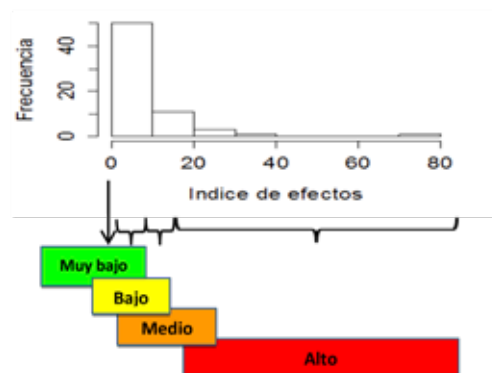 Frecuencia
40
20
0
0 20 40 60 80
Indice de efectos
Muy bajo
Bajo
Medio
Alto